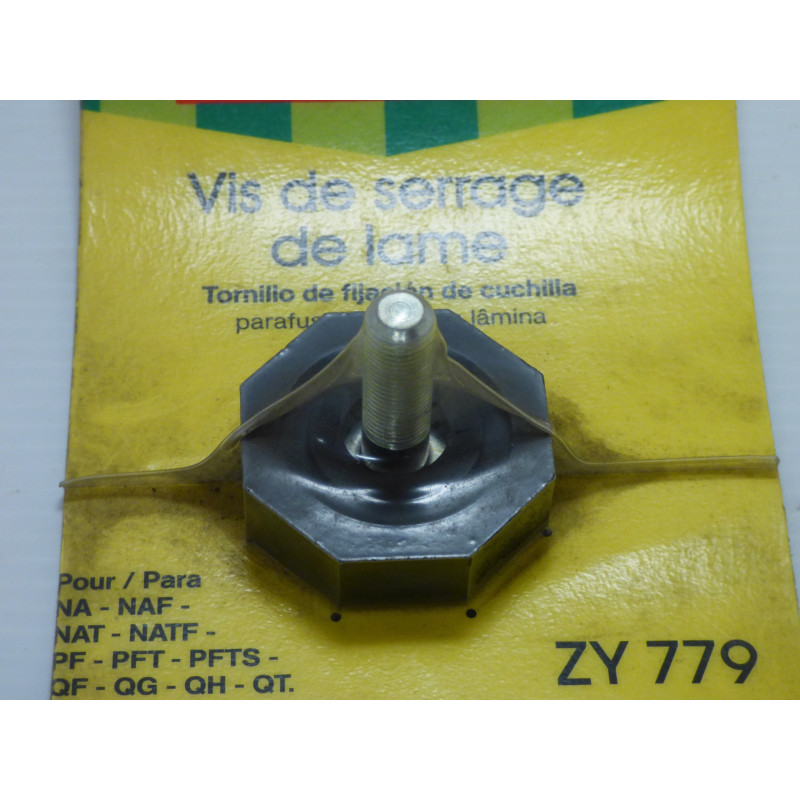 Vis de serrage
de lame
Tornillo de fijación de cuchilla
lâmina
Pour / Para
NA - NAF -
NAT - NATF -
PF - PFT - PFTS -
QF - QG - QH - QT.
ZY 779